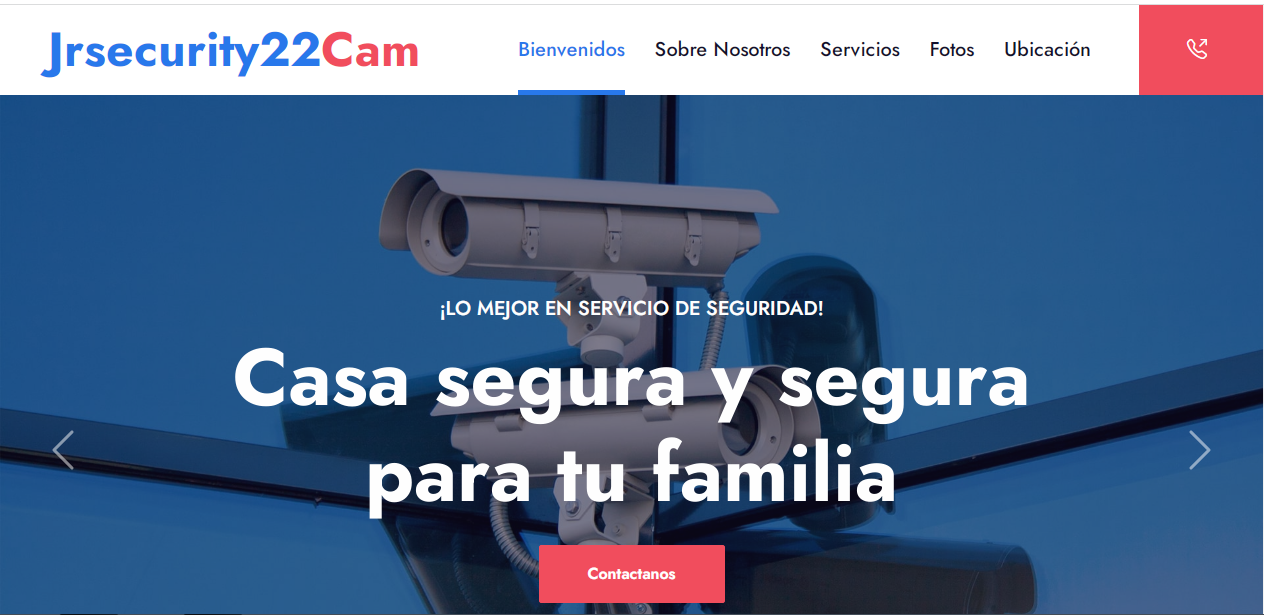 Jrsecurity22Cam
Bienvenidos Sobre Nosotros Servicios Fotos Ubicación
¡LO MEJOR EN SERVICIO DE SEGURIDAD!
Casa segura y segura
para tu familia
Contactanos